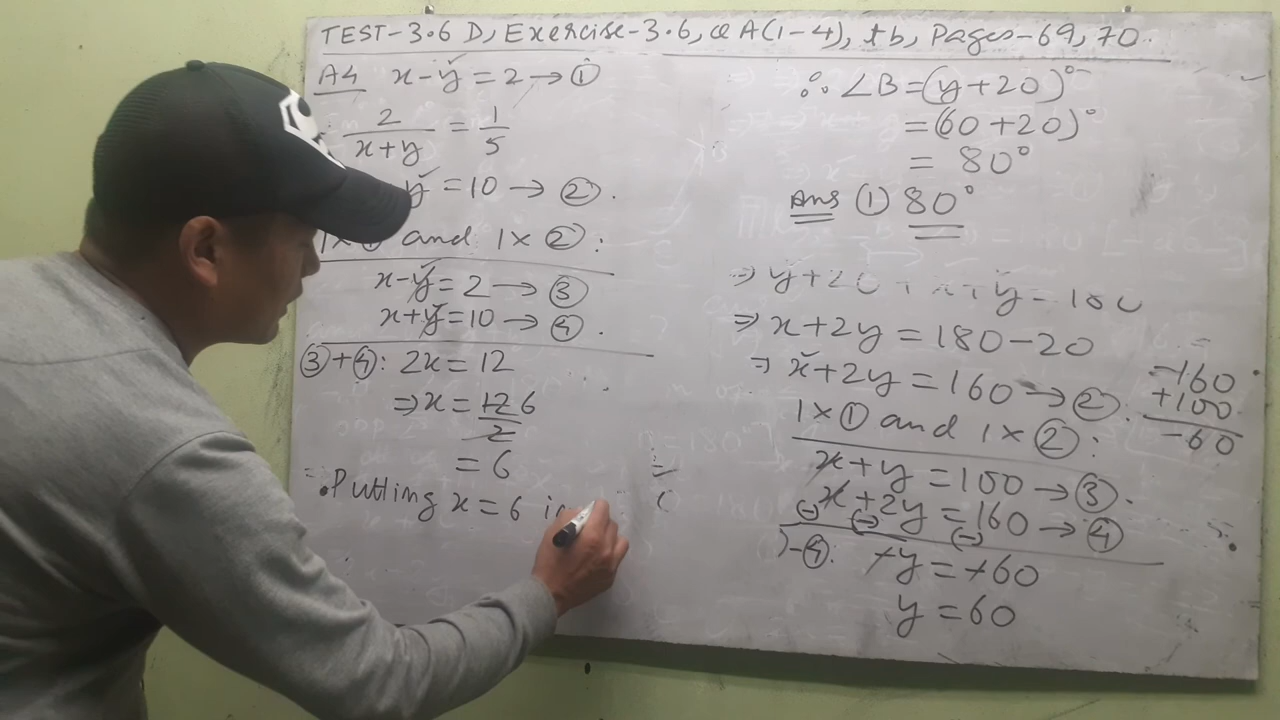 TEST-3.6 D, Exercise-3.6, Q A(1-4), tb, Pages-69, 70.
A4 x-y=2→①
2/(x+y) = 1/5
y=10→②.
1×① and 1×②:
x-y=2→③
x+y=10→④.
③+④: 2x=12
⇒x=12/2 6
=6
Putting x=6 in
∴∠B=(y+20)°
=(60+20)°
= 80°
Ans (1) 80°
⇒y+20+x+y=180
⇒x+2y=180-20
⇒x+2y=160→②.
-160
+100
-60
1×① and 1×②:
x+y=100→③.
x+2y=160→④
(-) (-) (-)
-④: -y=-60
y=60